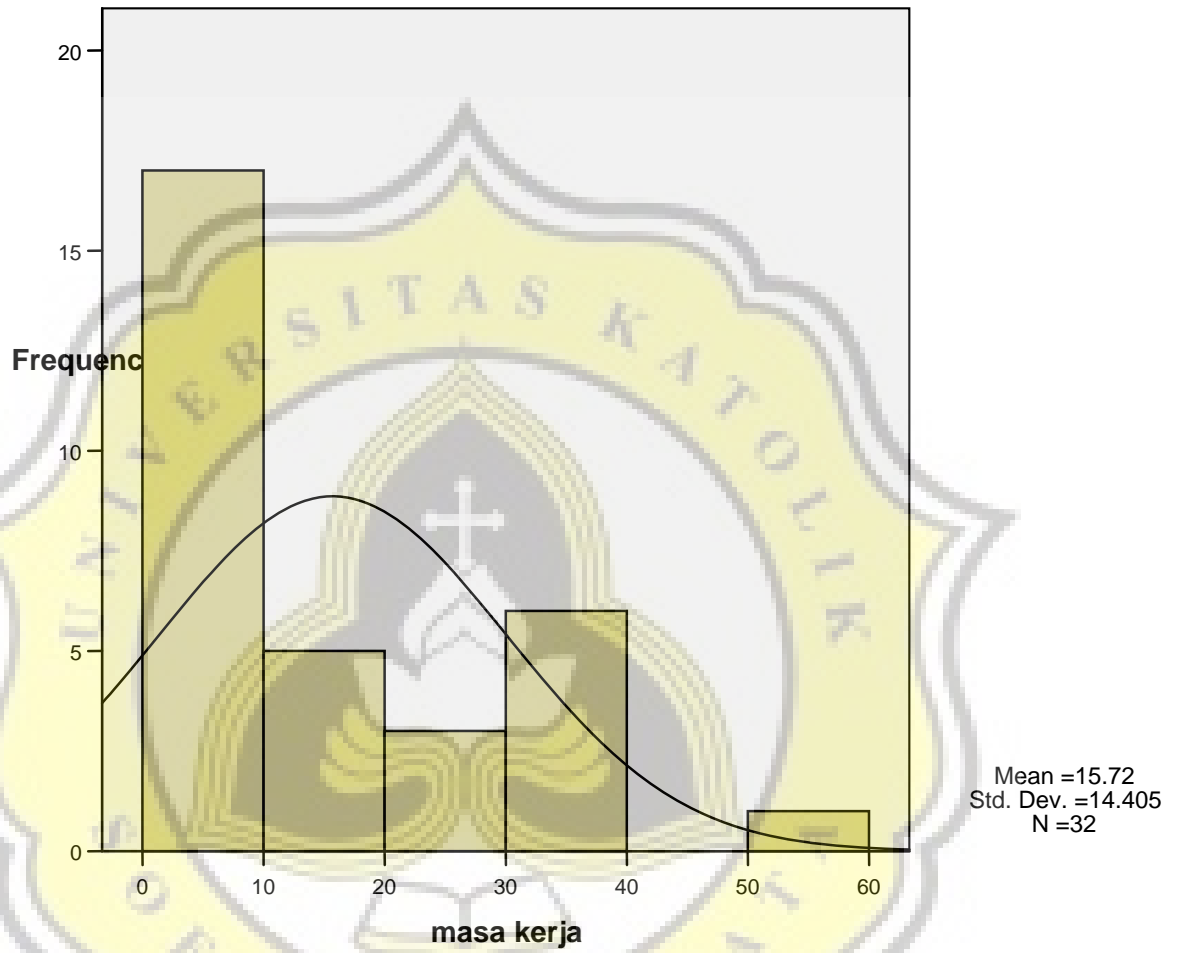 20
15
Frequenc
10
5
0
0 10 20 30 40 50 60
masa kerja
Mean =15.72
Std. Dev. =14.405
N =32
UNIVERSITAS KATOLIK